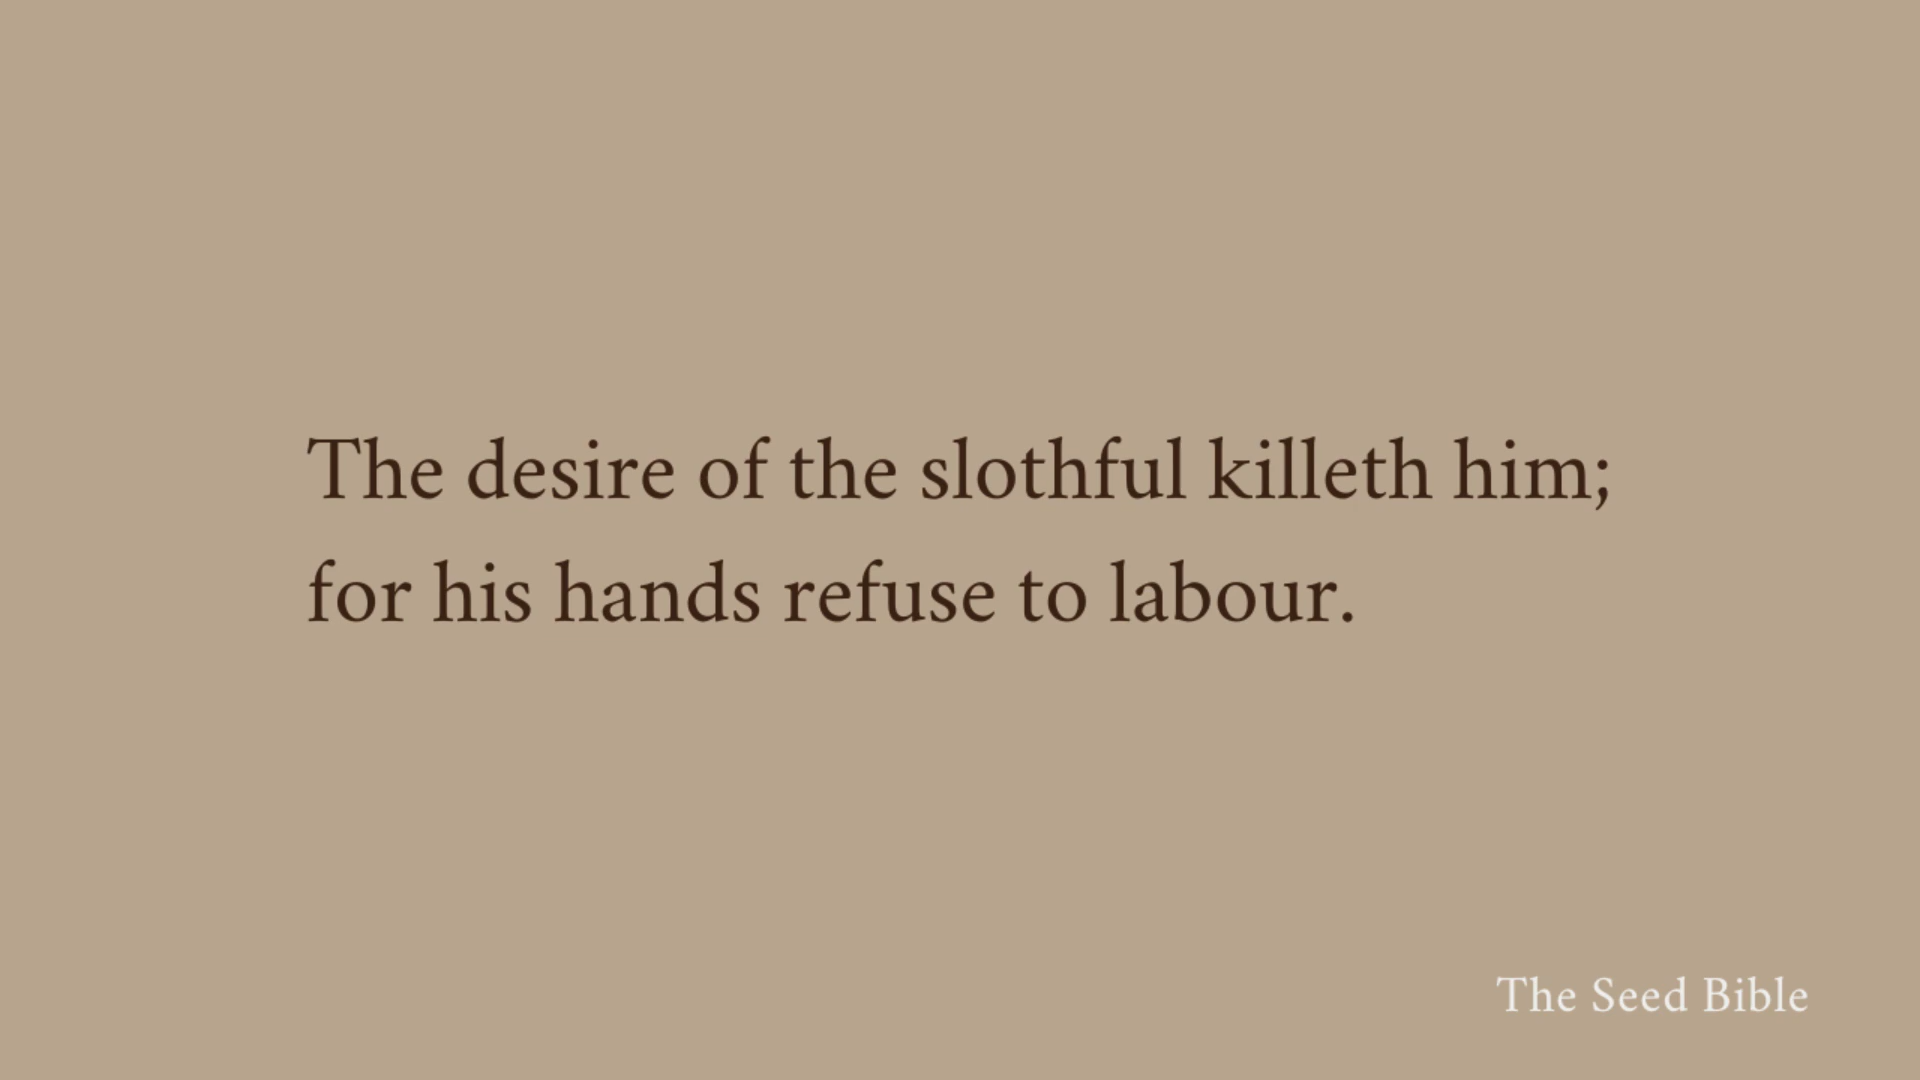 The desire of the slothful killeth him;
for his hands refuse to labour.
The Seed Bible